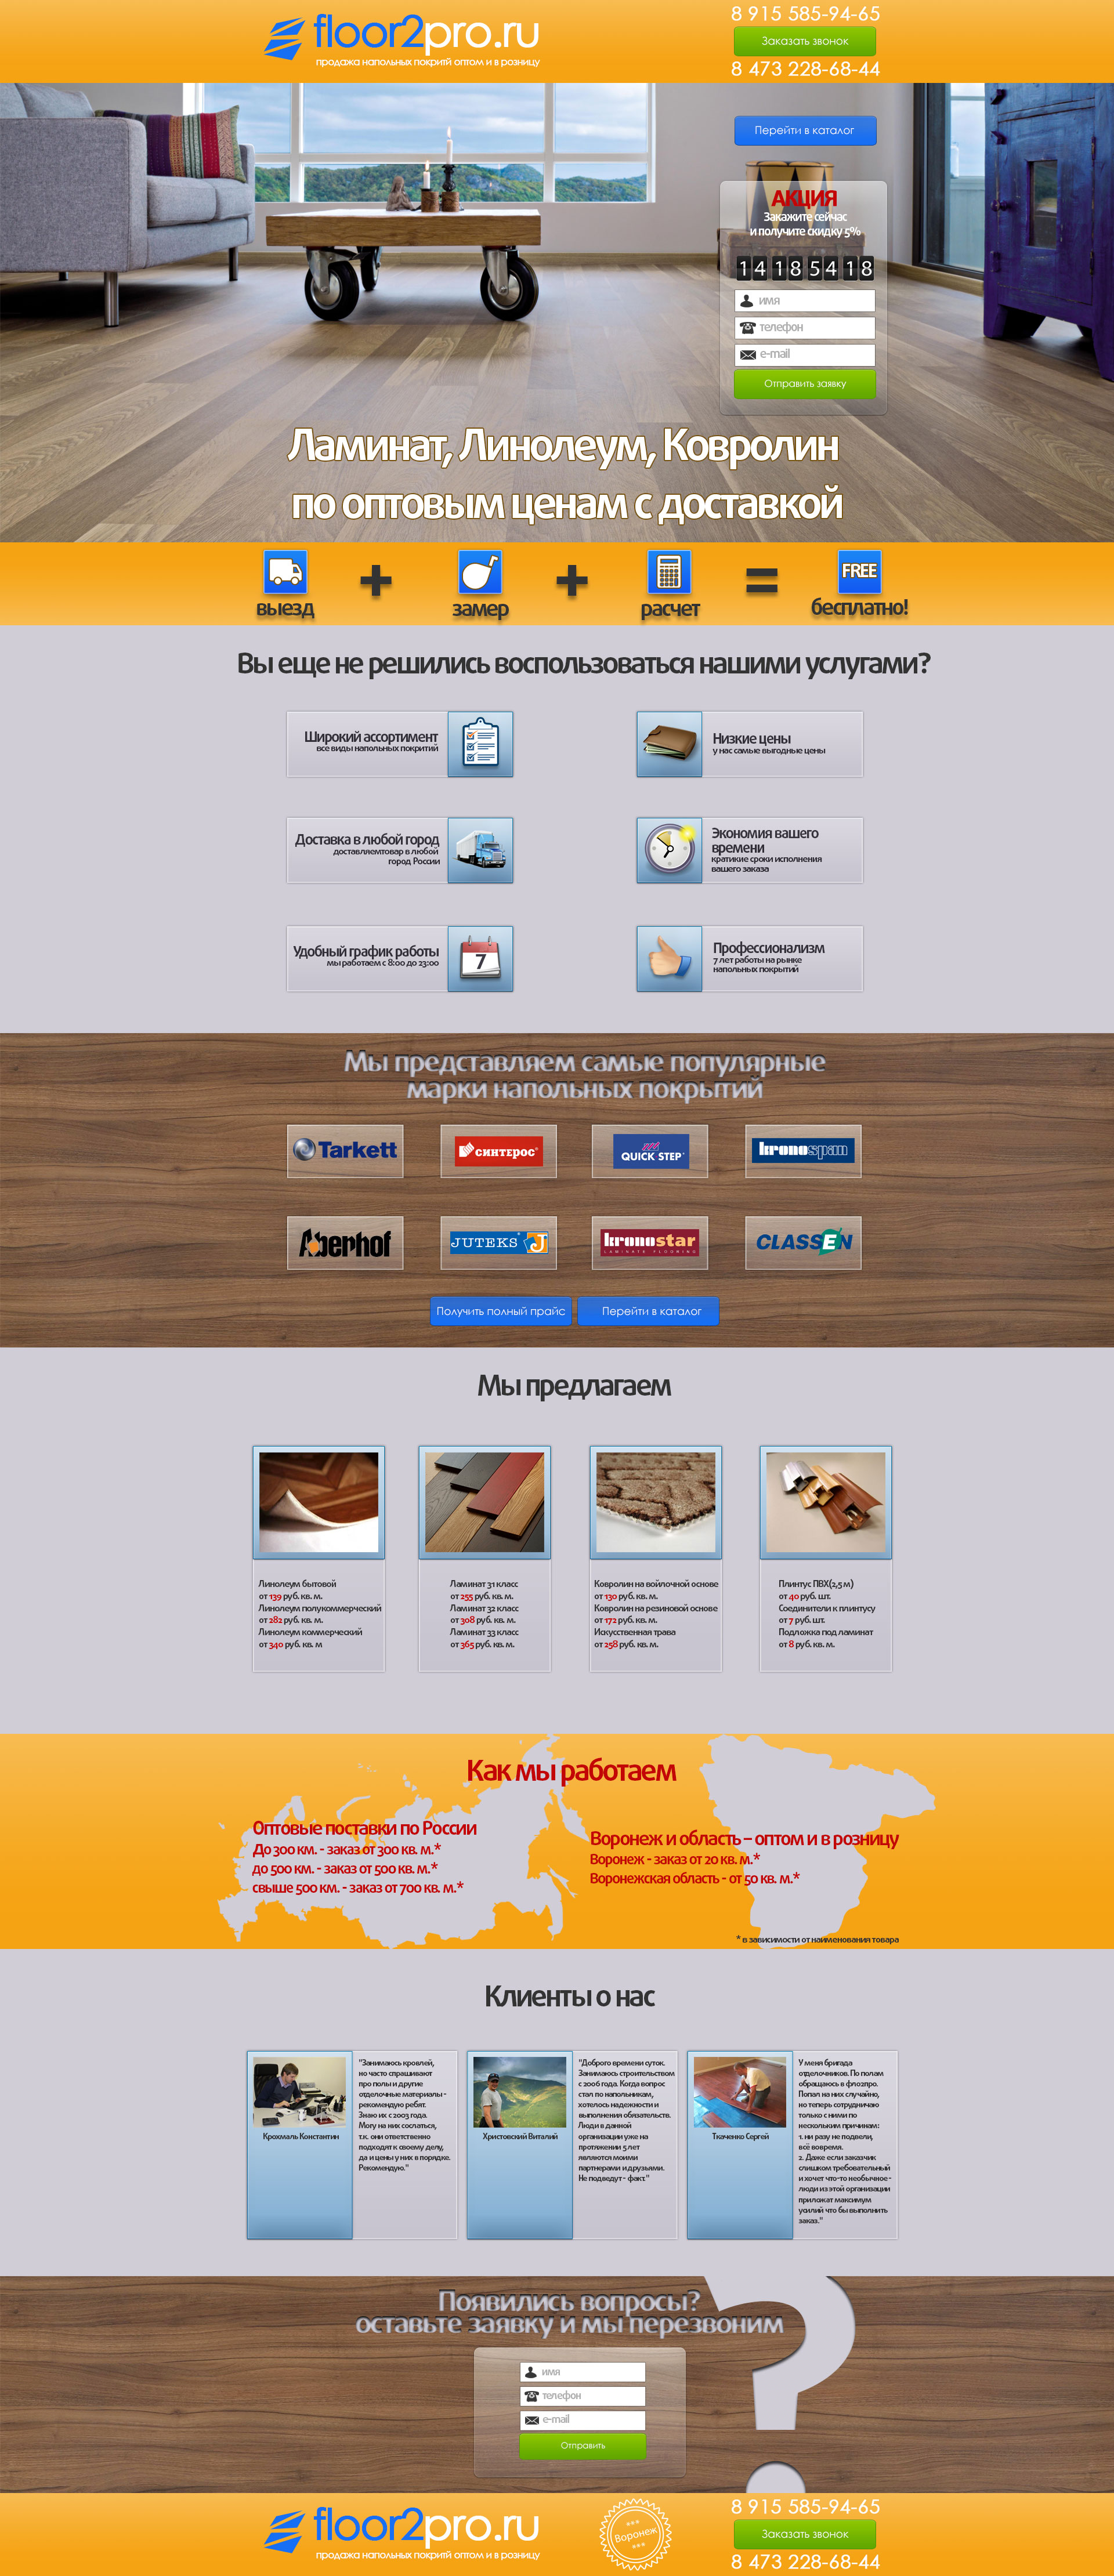 floor2pro.ru
продажа напольных покритй оптом и в розницу
8 915 585-94-65
Заказать звонок
8 473 228-68-44
Перейти в каталог
АКЦИЯ
Закажите сейчас
и получите скидку 5%
14 18 54 18
имя
телефон
e-mail
Отправить заявку
Ламинат, Линолеум, Ковролин
по оптовым ценам с доставкой
выезд
+
замер
+
расчет
=
FREE
бесплатно!
Вы еще не решились воспользоваться нашими услугами?
Широкий ассортимент
все виды напольных покритий
Низкие цены
у нас самые выгодные цены
Доставка в любой город
доставляемтовар в любой
город России
Экономия вашего
времени
кратикие сроки исполнения
вашего заказа
Удобный график работы
мы работаем с 8:00 до 23:00
7
Профессионализм
7 лет работы на рынке
напольных покрытий
Мы представляем самые популярные
марки напольных покрытий
Tarkett
СИНТЕРОС®
QUICK STEP
kronospan
Aberhof
JUTEKS
kronostar
LAMINATE FLOORING
CLASSEN
Получить полный прайс
Перейти в каталог
Мы предлагаем
Линолеум бытовой
от 139 руб. кв. м.
Линолеум полукоммерческий
от 282 руб. кв. м.
Линолеум коммерческий
от 340 руб. кв. м
Ламинат 31 класс
от 255 руб. кв. м.
Ламинат 32 класс
от 308 руб. кв. м.
Ламинат 33 класс
от 365 руб. кв. м.
Ковролин на войлочной основе
от 130 руб. кв. м.
Ковролин на резиновой основе
от 172 руб. кв. м.
Искусственная трава
от 258 руб. кв. м.
Плинтус ПВХ(2,5 м)
от 40 руб. шт.
Соединители к плинтусу
от 7 руб. шт.
Подложка под ламинат
от 8 руб. кв. м.
Как мы работаем
Оптовые поставки по России
До 300 км. - заказ от 300 кв. м.*
до 500 км. - заказ от 500 кв. м.*
свыше 500 км. - заказ от 700 кв. м.*
Воронеж и область – оптом и в розницу
Воронеж - заказ от 20 кв. м.*
Воронежская область - от 50 кв. м.*
* в зависимости от наименования товара
Клиенты о нас
Крохмаль Константин
"Занимаюсь кровлей,
но часто спрашивают
про полы и другие
отделочные материалы -
рекомендую ребят.
Знаю их с 2003 года.
Могу на них сослаться,
т.к. они ответственно
подходят к своему делу,
да и цены у них в порядке.
Рекомендую."
Христовский Виталий
"Доброго времени суток.
Занимаюсь строительством
с 2006 года. Когда вопрос
стал по напольникам,
хотелось надежности и
выполнения обязательств.
Люди в данной
организации уже на
протяжении 5 лет
являются моими
партнерами и друзьями.
Не подведут - факт."
Ткаченко Сергей
У меня бригада
отделочников. По полам
обращаюсь в фло2про.
Попал на них случайно,
но теперь сотрудничаю
только с ними по
нескольким причинам:
1. ни разу не подвели,
всё вовремя.
2. Даже если заказчик
слишком требовательный
и хочет что-то необычное -
люди из этой организации
приложат максимум
усилий что бы выполнить
заказ."
Появились вопросы?
оставьте заявку и мы перезвоним
?
имя
телефон
e-mail
Отправить
floor2pro.ru
продажа напольных покритй оптом и в розницу
***
Воронеж
***
8 915 585-94-65
Заказать звонок
8 473 228-68-44